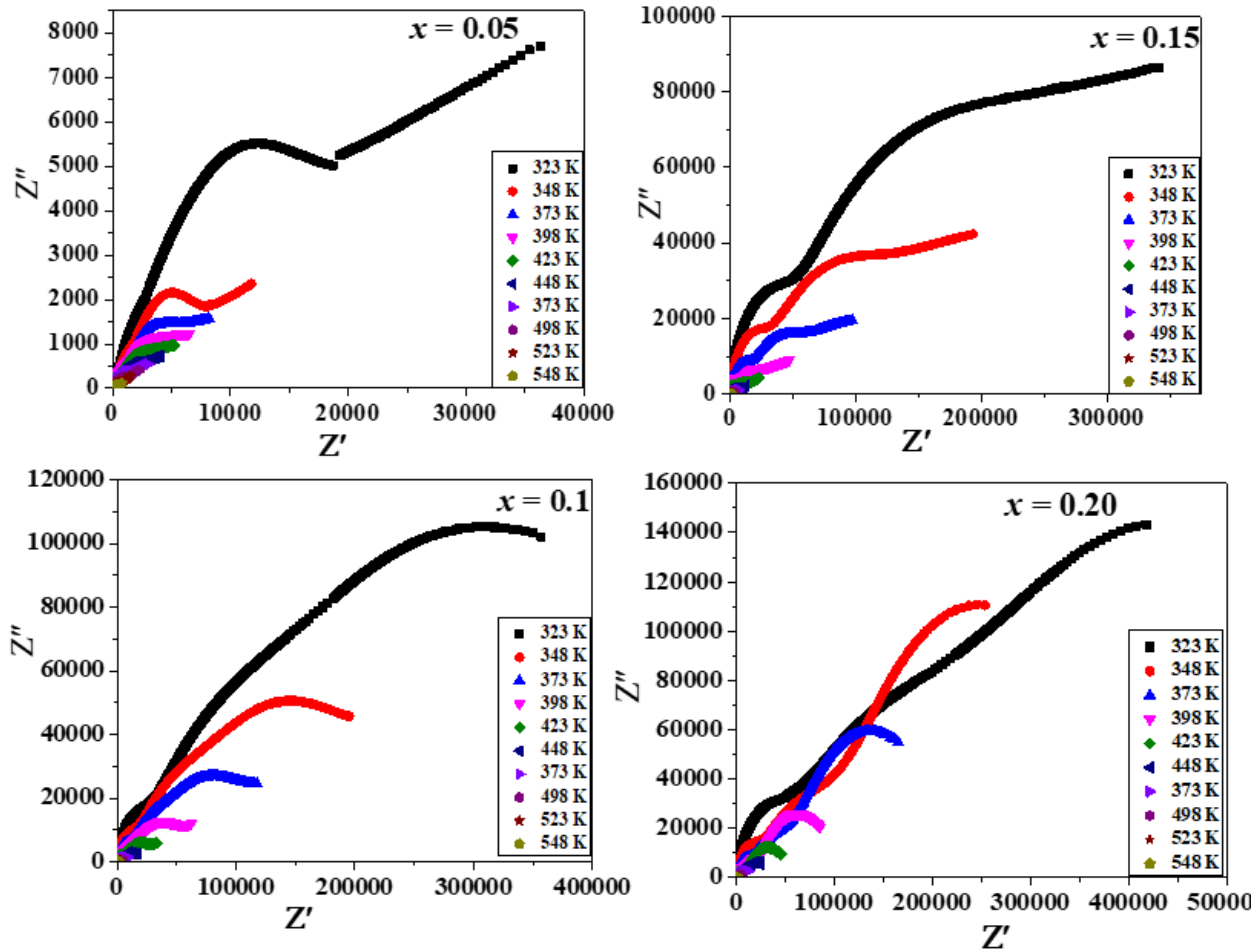 x = 0.05
Z″
8000
7000
6000
5000
4000
3000
2000
1000
0
0
10000
20000
30000
40000
Z′
323 K
348 K
373 K
398 K
423 K
448 K
373 K
498 K
523 K
548 K
x = 0.15
Z″
100000
80000
60000
40000
20000
0
0
100000
200000
300000
Z′
323 K
348 K
373 K
398 K
423 K
448 K
373 K
498 K
523 K
548 K
x = 0.1
Z″
120000
100000
80000
60000
40000
20000
0
0
100000
200000
300000
400000
Z′
323 K
348 K
373 K
398 K
423 K
448 K
373 K
498 K
523 K
548 K
x = 0.20
Z″
160000
140000
120000
100000
80000
60000
40000
20000
0
0
100000
200000
300000
400000
50000
Z′
323 K
348 K
373 K
398 K
423 K
448 K
373 K
498 K
523 K
548 K